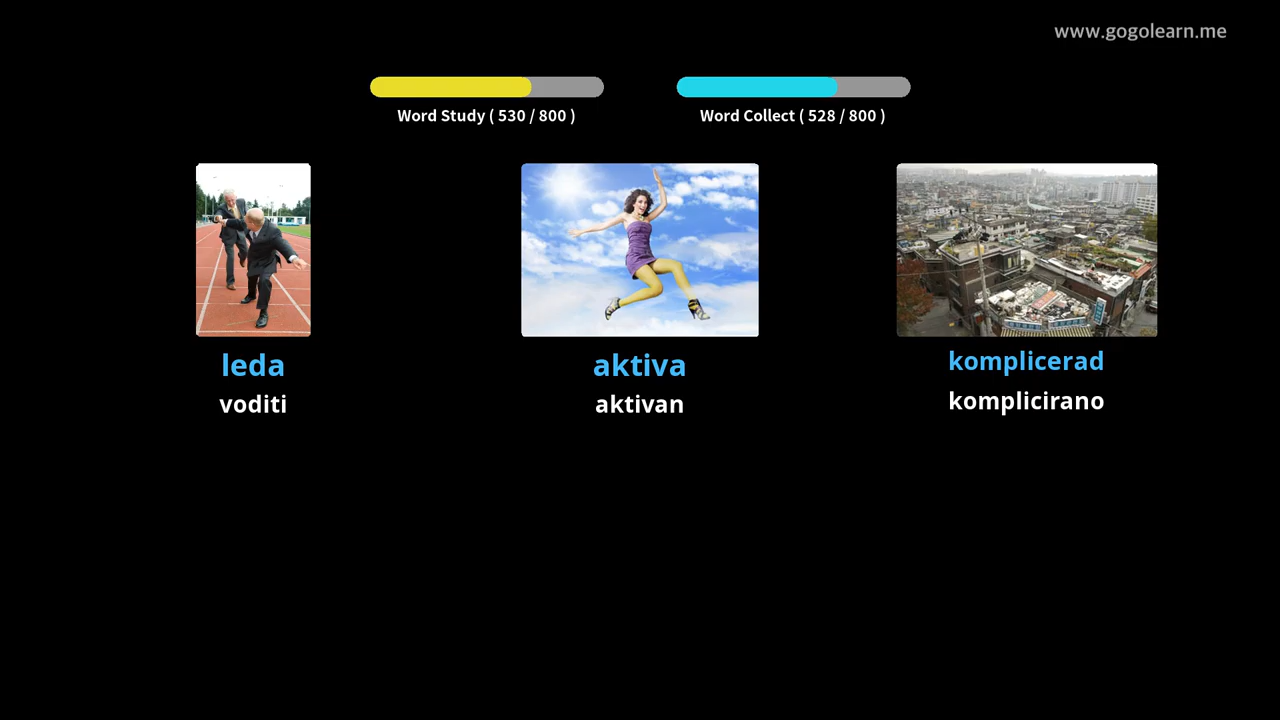 www.gogolearn.me
Word Study ( 530 / 800 )
Word Collect ( 528 / 800 )
leda
voditi
aktiva
aktivan
komplicerad
komplicirano